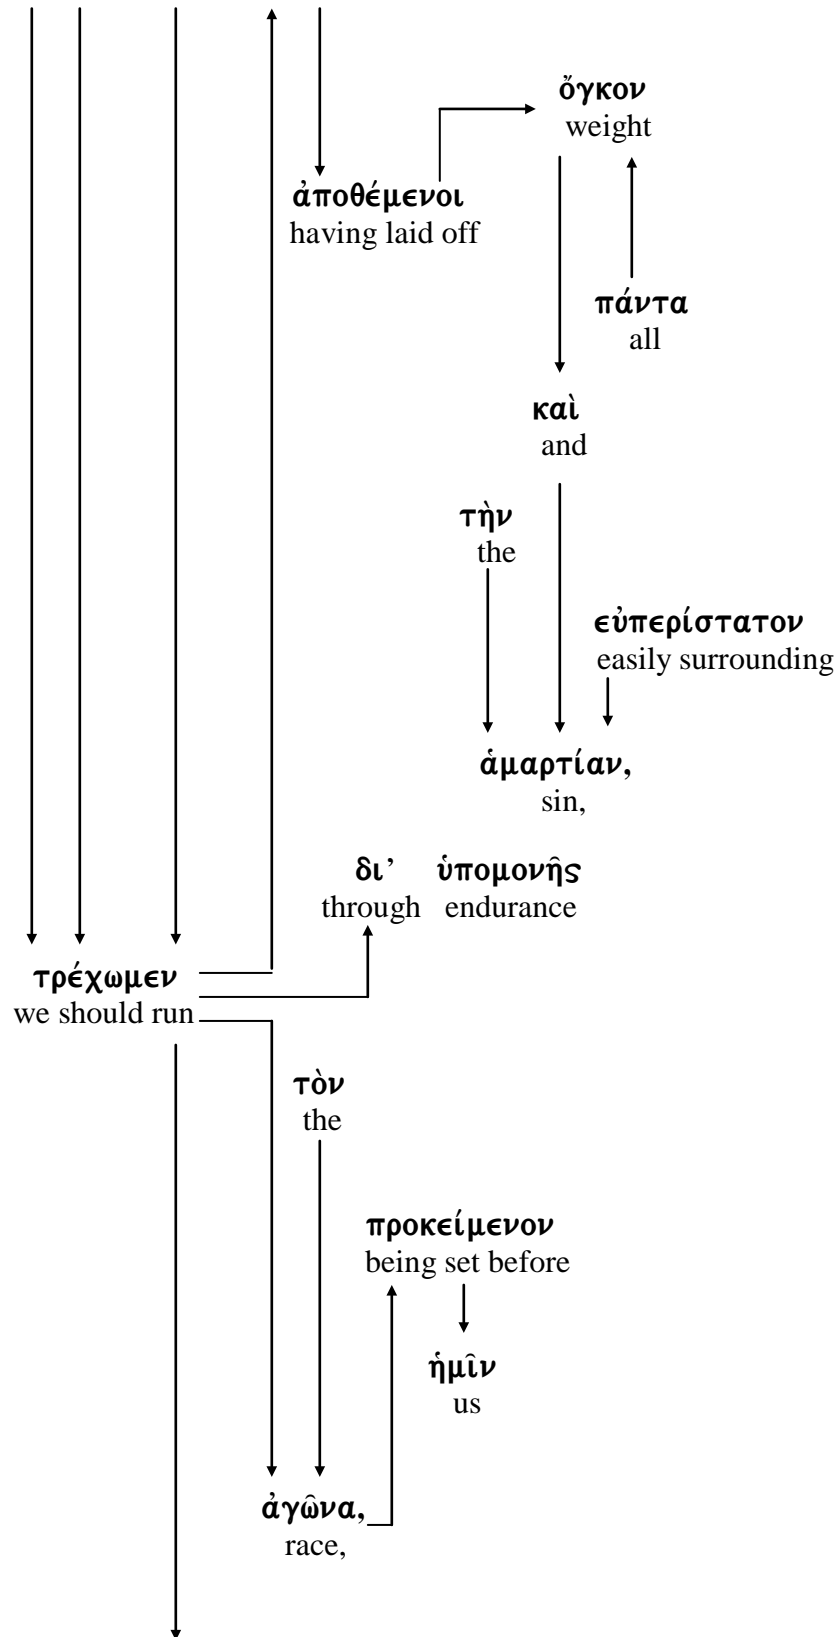 ὄγκον
weight
ἀποθέμενοι
having laid off
πάντα
all
καὶ
and
τὴν
the
εὐπερίστατον
easily surrounding
ἁμαρτίαν,
sin,
δι’ ὑπομονῆς
through endurance
τρέχωμεν
we should run
τὸν
the
προκείμενον
being set before
ἡμῖν
us
ἀγῶνα,
race,